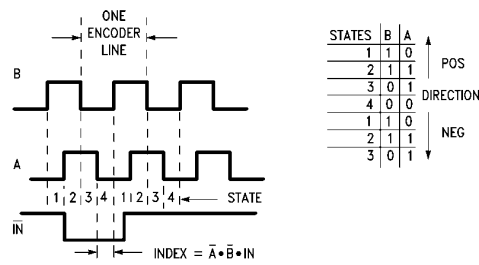 ONE
ENCODER
LINE
B
A
1 2 3 4 1 2 3 4 STATE
I̅N̅
INDEX = A̅•B̅•IN
STATES B A
1 1 0
2 1 1
3 0 1
4 0 0
1 1 0
2 1 1
3 0 1
POS
DIRECTION
NEG